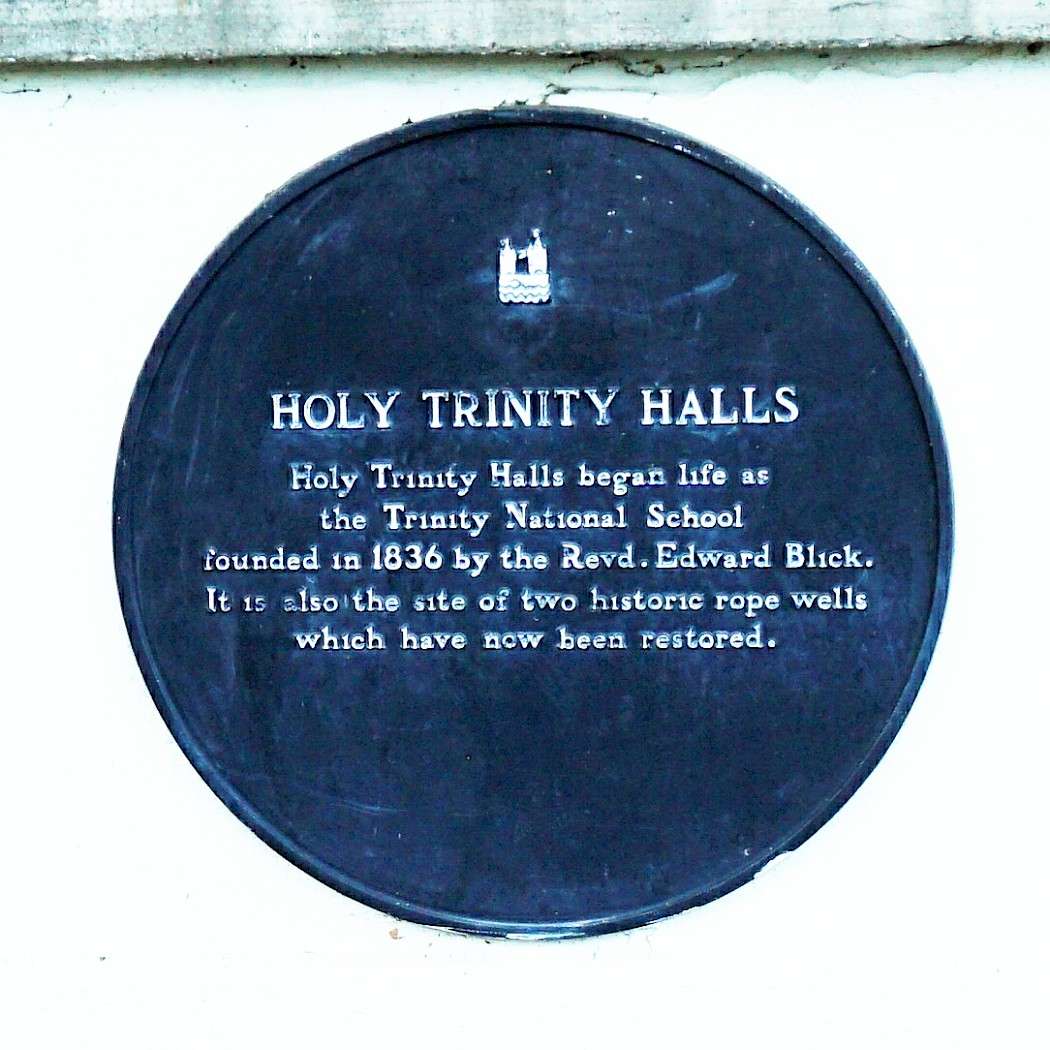 HOLY TRINITY HALLS
Holy Trinity Halls began life as
the Trinity National School
founded in 1836 by the Revd. Edward Blick.
It is also the site of two historic rope wells
which have now been restored.